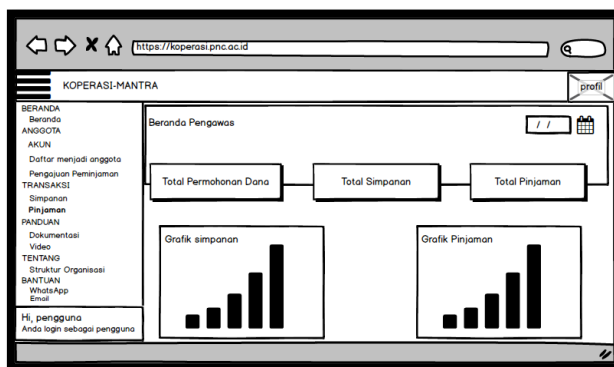 https://koperasi.pnc.ac.id
KOPERASI-MANTRA
profil
BERANDA
Beranda
ANGGOTA
AKUN
Daftar menjadi anggota
Pengajuan Peminjaman
TRANSAKSI
Simpanan
Pinjaman
PANDUAN
Dokumentasi
Video
TENTANG
Struktur Organisasi
BANTUAN
WhatsApp
Email
Hi, pengguna
Anda login sebagai pengguna
Beranda Pengawas
/ /
Total Permohonan Dana
Total Simpanan
Total Pinjaman
Grafik simpanan
Grafik Pinjaman